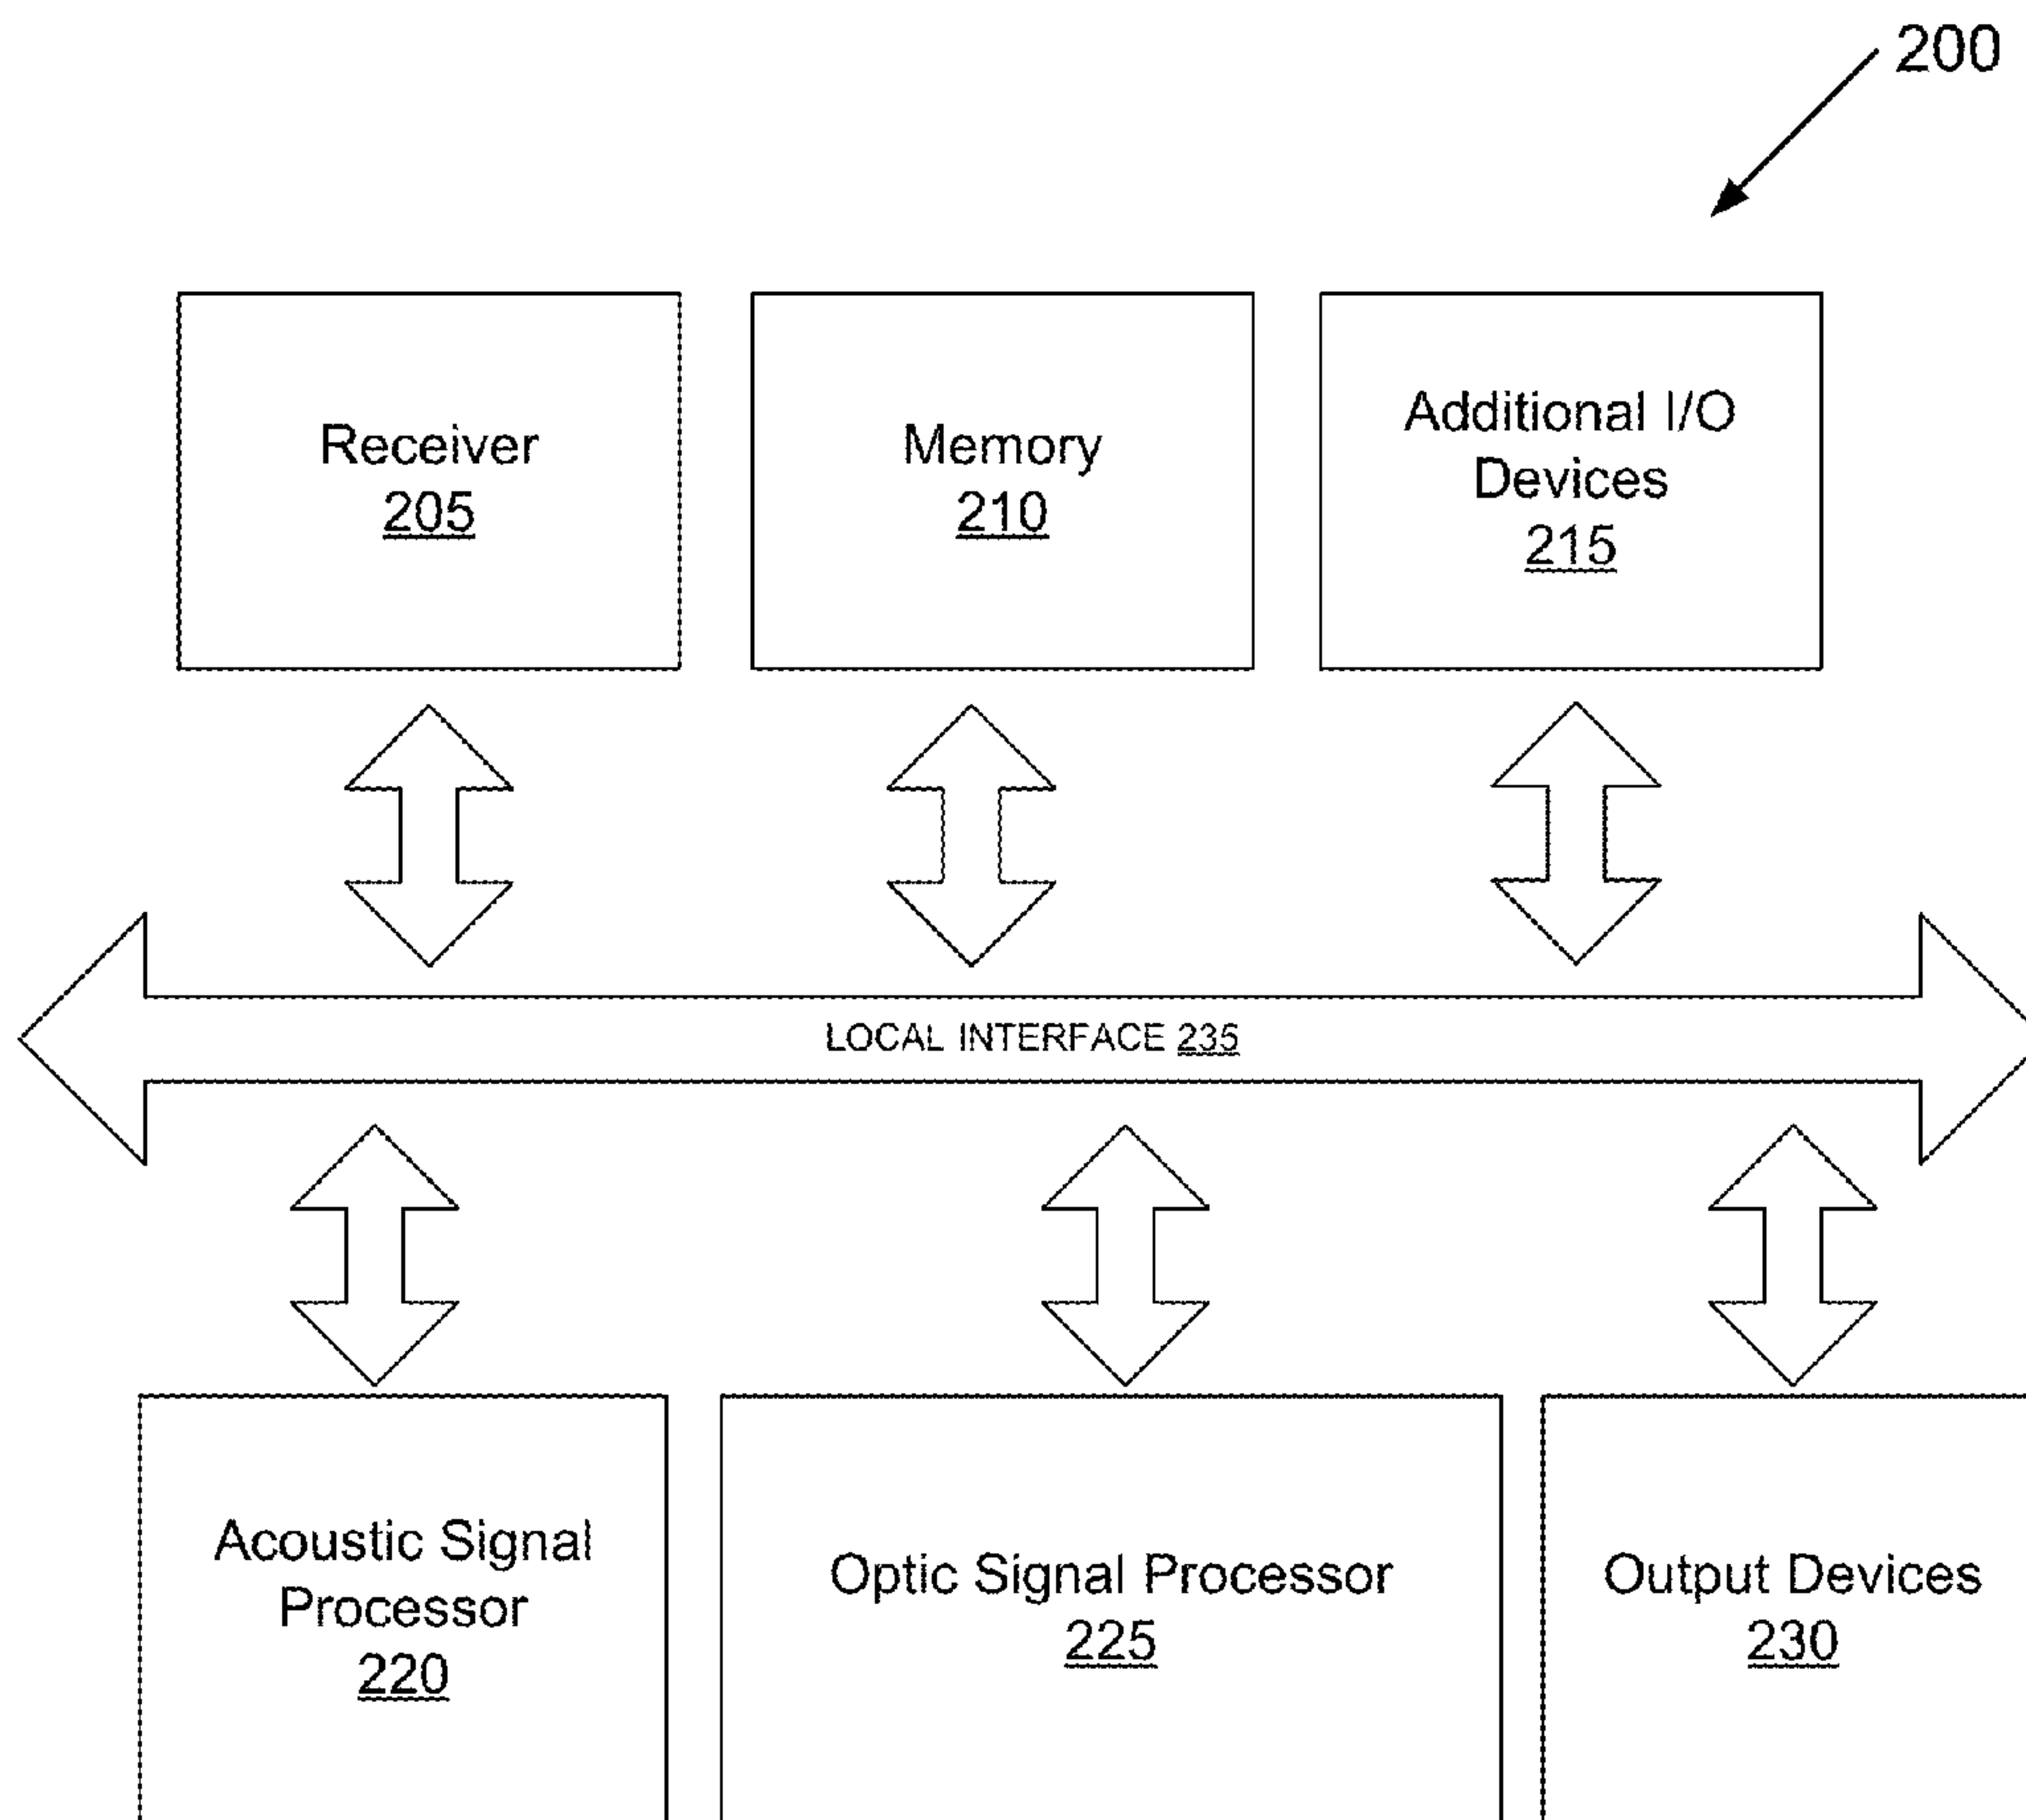 200
Receiver
205
Memory
210
Additional I/O
Devices
215
LOCAL INTERFACE 235
Acoustic Signal
Processor
220
Optic Signal Processor
225
Output Devices
230